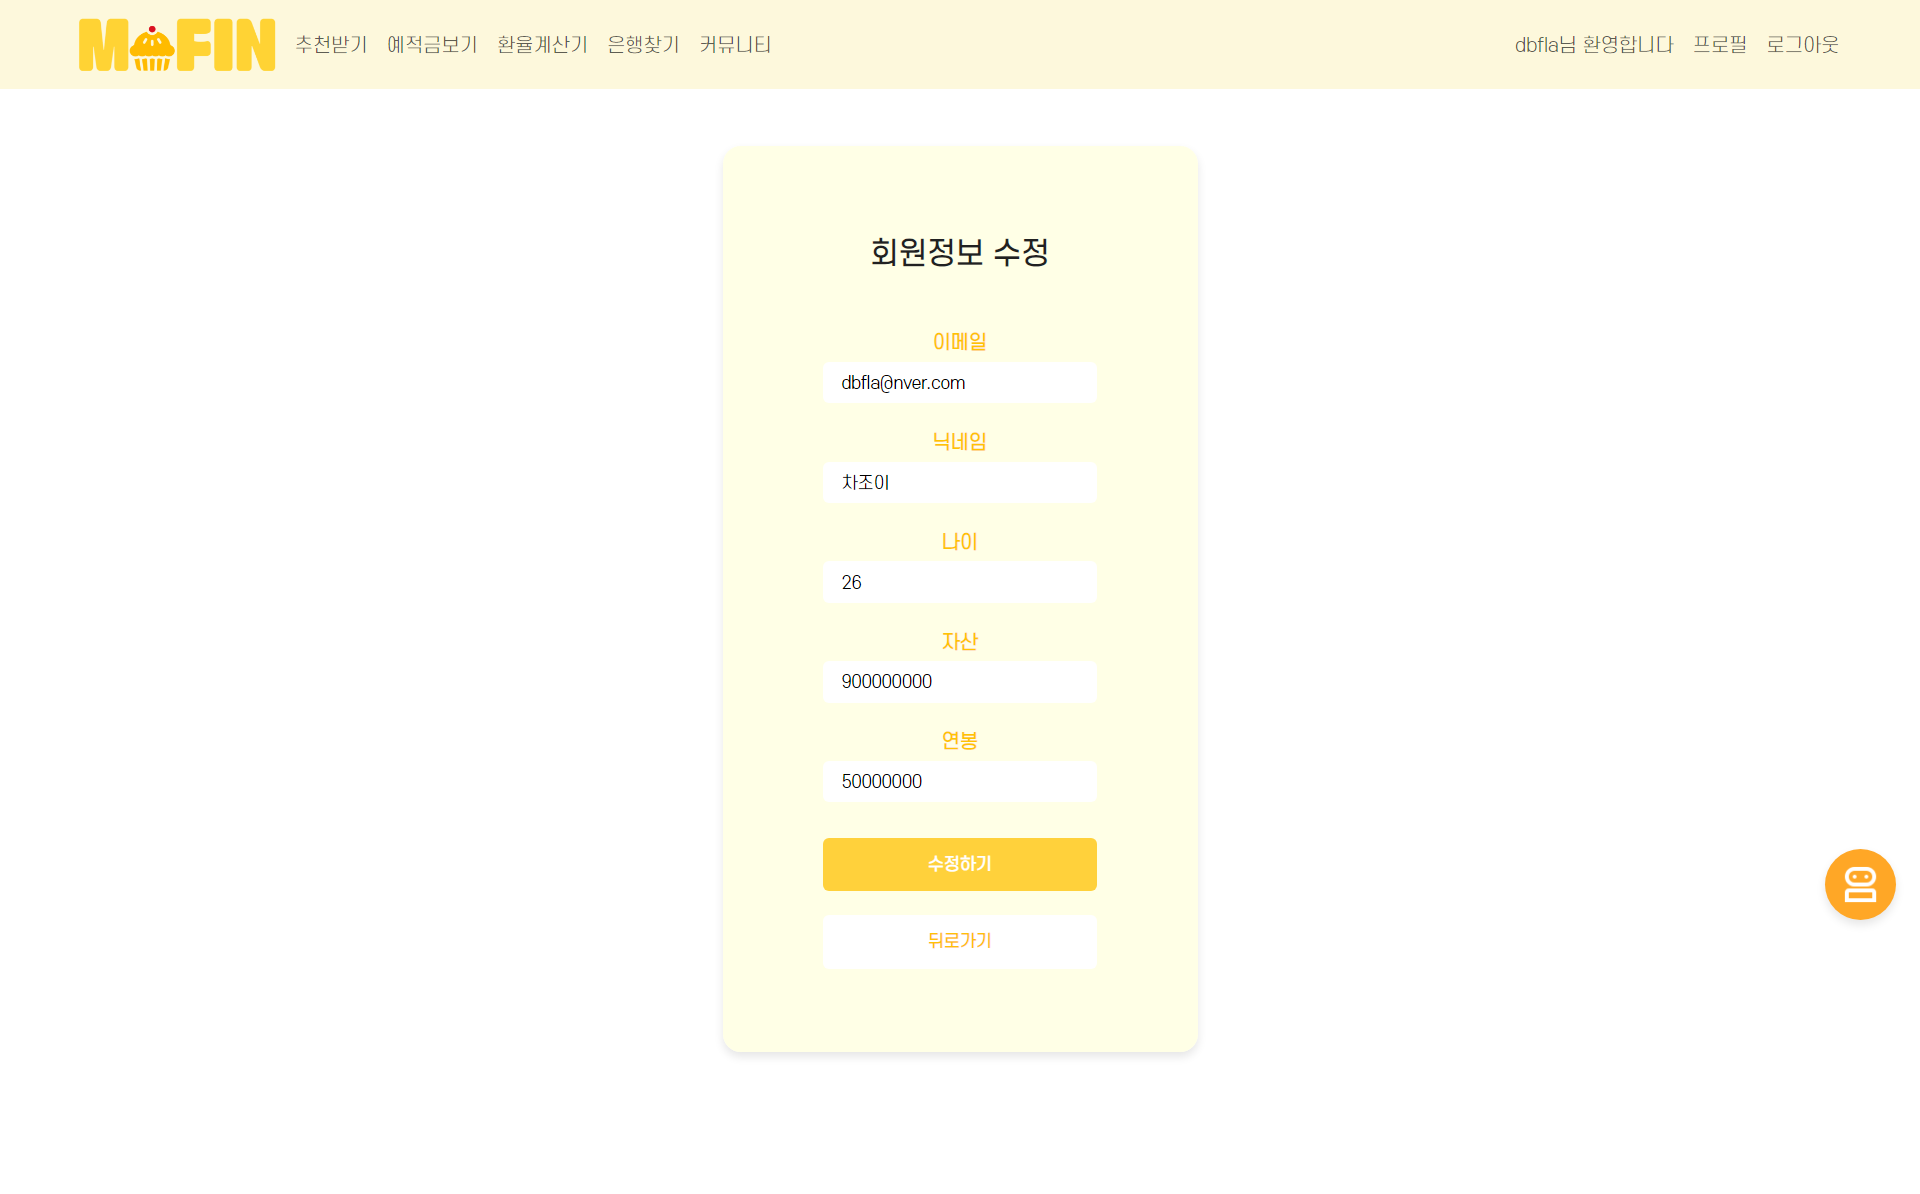 MOFIN 추천받기 예적금보기 환율계산기 은행찾기 커뮤니티 dbfla님 환영합니다 프로필 로그아웃
회원정보 수정
이메일
dbfla@nver.com
닉네임
차조이
나이
26
자산
900000000
연봉
50000000
수정하기
뒤로가기